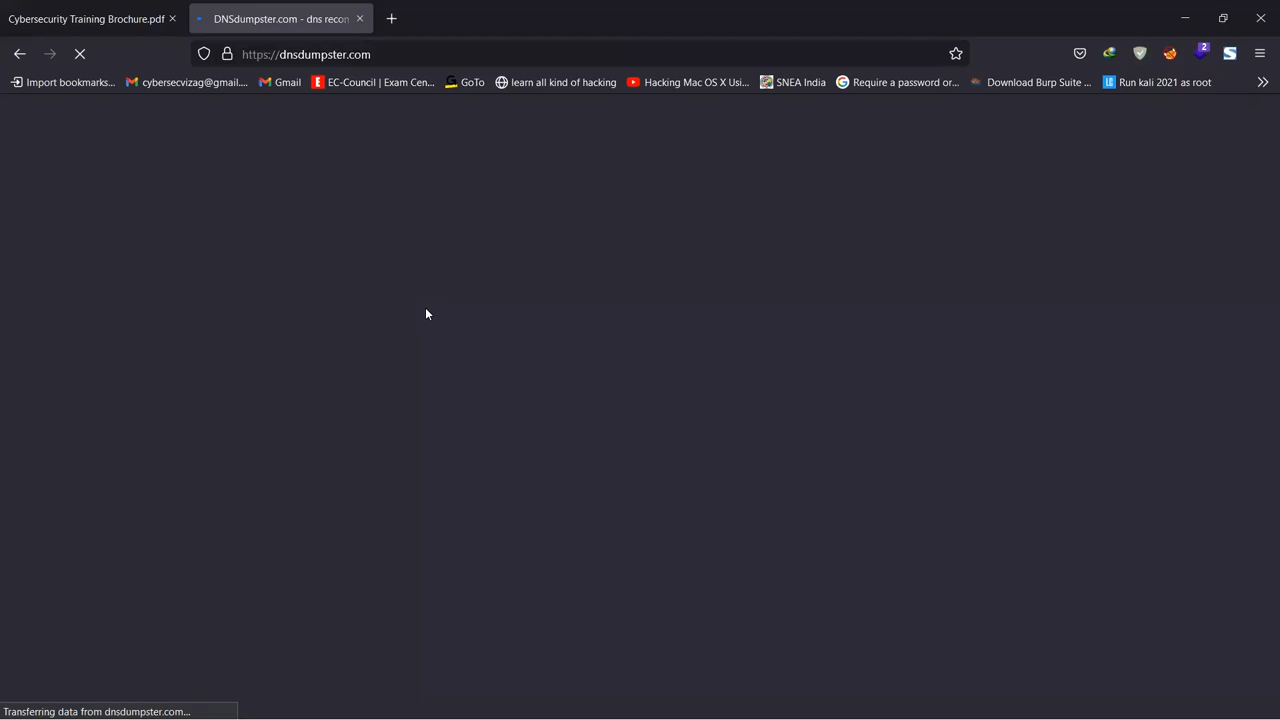 Cybersecurity Training Brochure.pdf
DNSdumpster.com - dns recon
https://dnsdumpster.com
2
Import bookmarks...
cybersecvizag@gmail....
Gmail
EC-Council | Exam Cen...
GoTo
learn all kind of hacking
Hacking Mac OS X Usi...
SNEA India
Require a password or...
Download Burp Suite ...
Run kali 2021 as root
Transferring data from dnsdumpster.com...